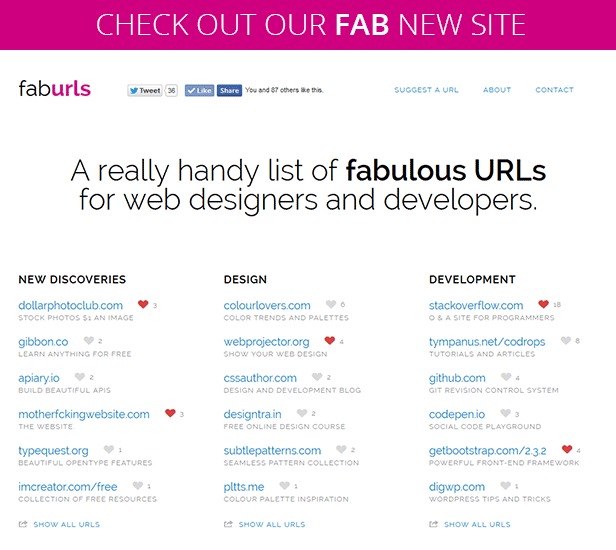 CHECK OUT OUR FAB NEW SITE
faburls
Tweet 36 Like Share You and 87 others like this.
SUGGEST A URL ABOUT CONTACT
A really handy list of fabulous URLs
for web designers and developers.
NEW DISCOVERIES
dollarphotoclub.com 3
STOCK PHOTOS $1 AN IMAGE
gibbon.co 2
LEARN ANYTHING FOR FREE
apiary.io 2
BUILD BEAUTIFUL APIS
motherfckingwebsite.com 3
THE WEBSITE
typequest.org 1
BEAUTIFUL OPENTYPE FEATURES
imcreator.com/free 1
COLLECTION OF FREE RESOURCES
SHOW ALL URLS
DESIGN
colourlovers.com 6
COLOR TRENDS AND PALETTES
webprojector.org 4
SHOW YOUR WEB DESIGN
cssauthor.com 2
DESIGN AND DEVELOPMENT BLOG
designtra.in 2
FREE ONLINE DESIGN COURSE
subtlepatterns.com 2
SEAMLESS PATTERN COLLECTION
pltts.me 1
COLOUR PALETTE INSPIRATION
SHOW ALL URLS
DEVELOPMENT
stackoverflow.com 18
Q & A SITE FOR PROGRAMMERS
tympanus.net/codrops 8
TUTORIALS AND ARTICLES
github.com 4
GIT REVISION CONTROL SYSTEM
codepen.io 3
SOCIAL CODE PLAYGROUND
getbootstrap.com/2.3.2 4
POWERFUL FRONT-END FRAMEWORK
digwp.com 1
WORDPRESS TIPS AND TRICKS
SHOW ALL URLS